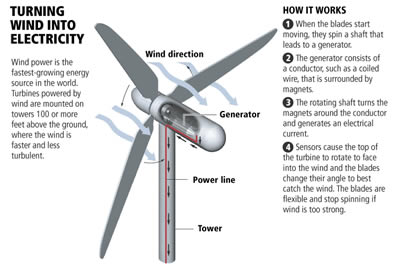 TURNING
WIND INTO
ELECTRICITY
Wind power is the
fastest-growing energy
source in the world.
Turbines powered by
wind are mounted on
towers 100 or more
feet above the ground,
where the wind is
faster and less
turbulent.
Wind direction
Generator
Power line
Tower
HOW IT WORKS
1 When the blades start
moving, they spin a shaft that
leads to a generator.
2 The generator consists of
a conductor, such as a coiled
wire, that is surrounded by
magnets.
3 The rotating shaft turns the
magnets around the conductor
and generates an electrical
current.
4 Sensors cause the top of
the turbine to rotate to face
into the wind and the blades
change their angle to best
catch the wind. The blades are
flexible and stop spinning if
wind is too strong.